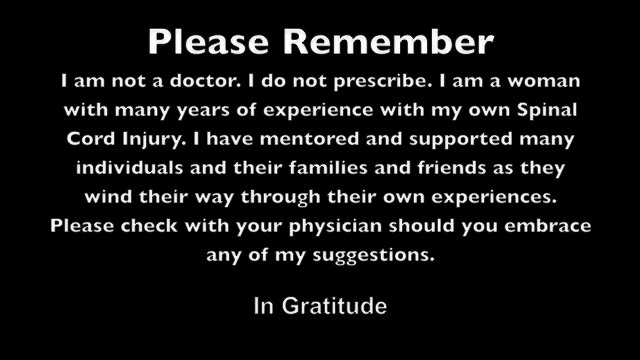 Please Remember
I am not a doctor. I do not prescribe. I am a woman
with many years of experience with my own Spinal
Cord Injury. I have mentored and supported many
individuals and their families and friends as they
wind their way through their own experiences.
Please check with your physician should you embrace
any of my suggestions.
In Gratitude